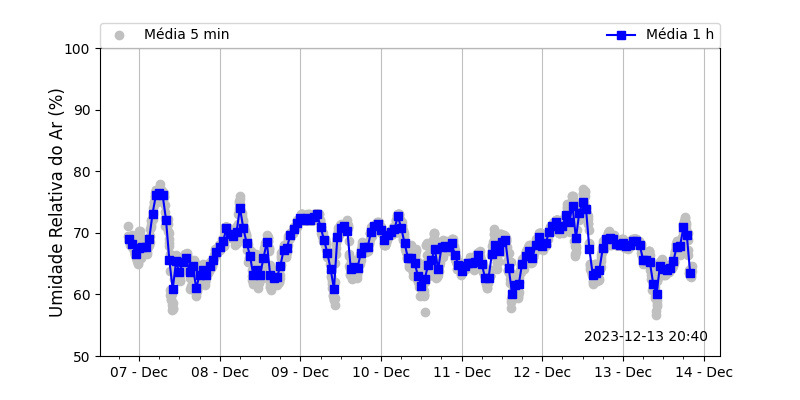 Média 5 min
Média 1 h
Umidade Relativa do Ar (%)
100
90
80
70
60
50
2023-12-13 20:40
07 - Dec
08 - Dec
09 - Dec
10 - Dec
11 - Dec
12 - Dec
13 - Dec
14 - Dec